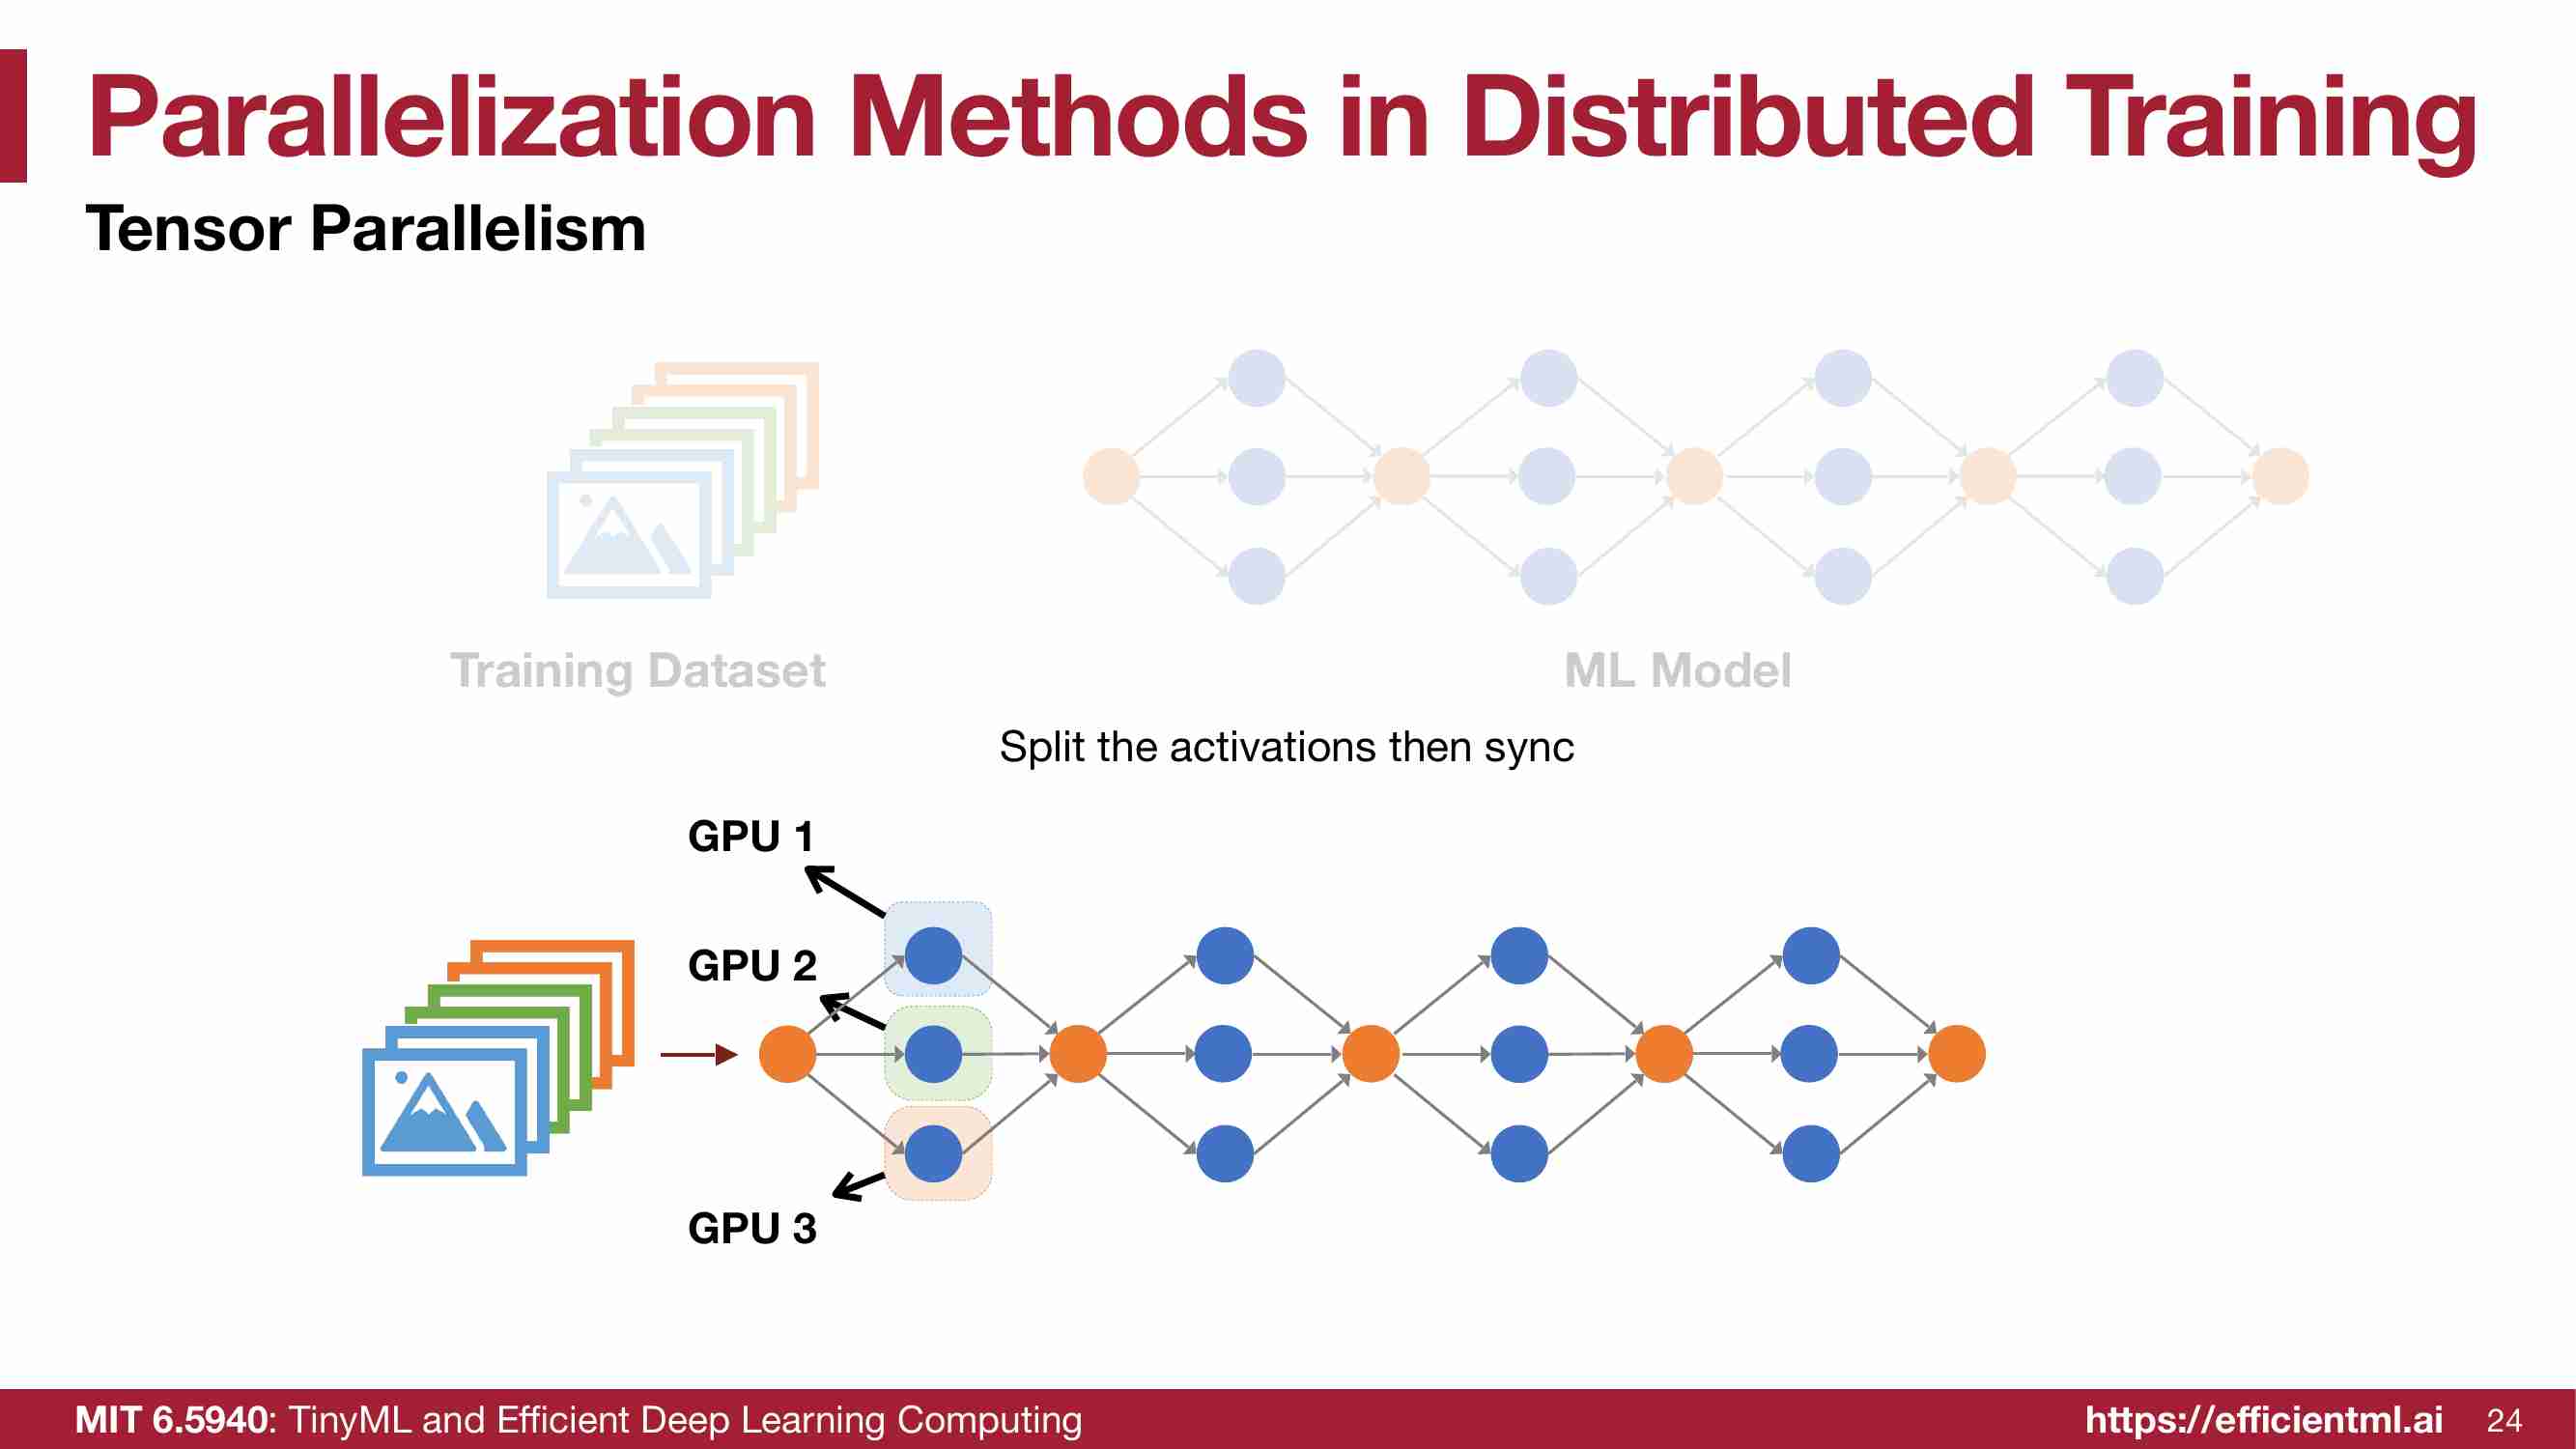 Parallelization Methods in Distributed Training
Tensor Parallelism
Training Dataset
ML Model
Split the activations then sync
GPU 1
GPU 2
GPU 3
MIT 6.5940: TinyML and Efficient Deep Learning Computing
https://efficientml.ai
24